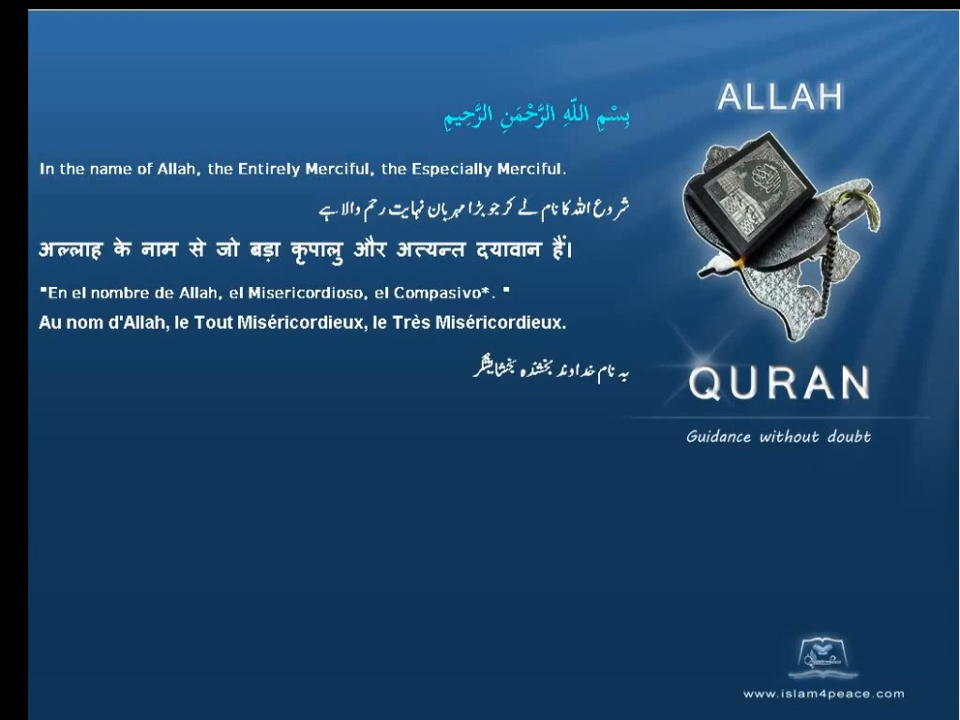 بِسْمِ اللَّهِ الرَّحْمَنِ الرَّحِيمِ
In the name of Allah, the Entirely Merciful, the Especially Merciful.
شروع الله کا نام لے کر جو بڑا مہربان نہایت رحم والا ہے
अल्लाह के नाम से जो बड़ा कृपालु और अत्यन्त दयावान हैं।
"En el nombre de Allah, el Misericordioso, el Compasivo*. "
Au nom d'Allah, le Tout Miséricordieux, le Très Miséricordieux.
به نام خداوند بخشنده بخشایشگر
ALLAH
QURAN
Guidance without doubt
www.islam4peace.com